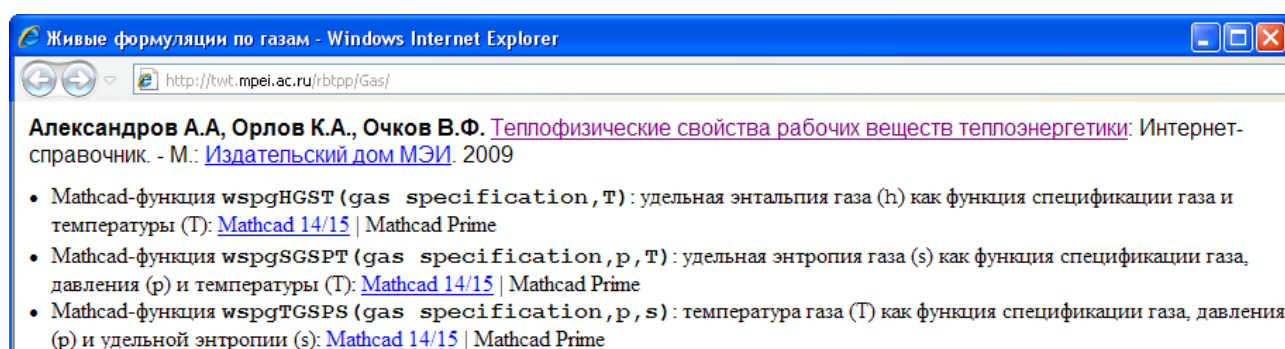 Живые формуляции по газам - Windows Internet Explorer
http://twt.mpei.ac.ru/rbtpp/Gas/
Александров А.А, Орлов К.А., Очков В.Ф. Теплофизические свойства рабочих веществ теплоэнергетики: Интернет-
справочник. - М.: Издательский дом МЭИ. 2009
• Mathcad-функция wspgHGST(gas specification,T): удельная энтальпия газа (h) как функция спецификации газа и
температуры (T): Mathcad 14/15 | Mathcad Prime
• Mathcad-функция wspgSGSPT(gas specification,p,T): удельная энтропия газа (s) как функция спецификации газа,
давления (p) и температуры (T): Mathcad 14/15 | Mathcad Prime
• Mathcad-функция wspgTGSPS(gas specification,p,s): температура газа (T) как функция спецификации газа, давления
(p) и удельной энтропии (s): Mathcad 14/15 | Mathcad Prime